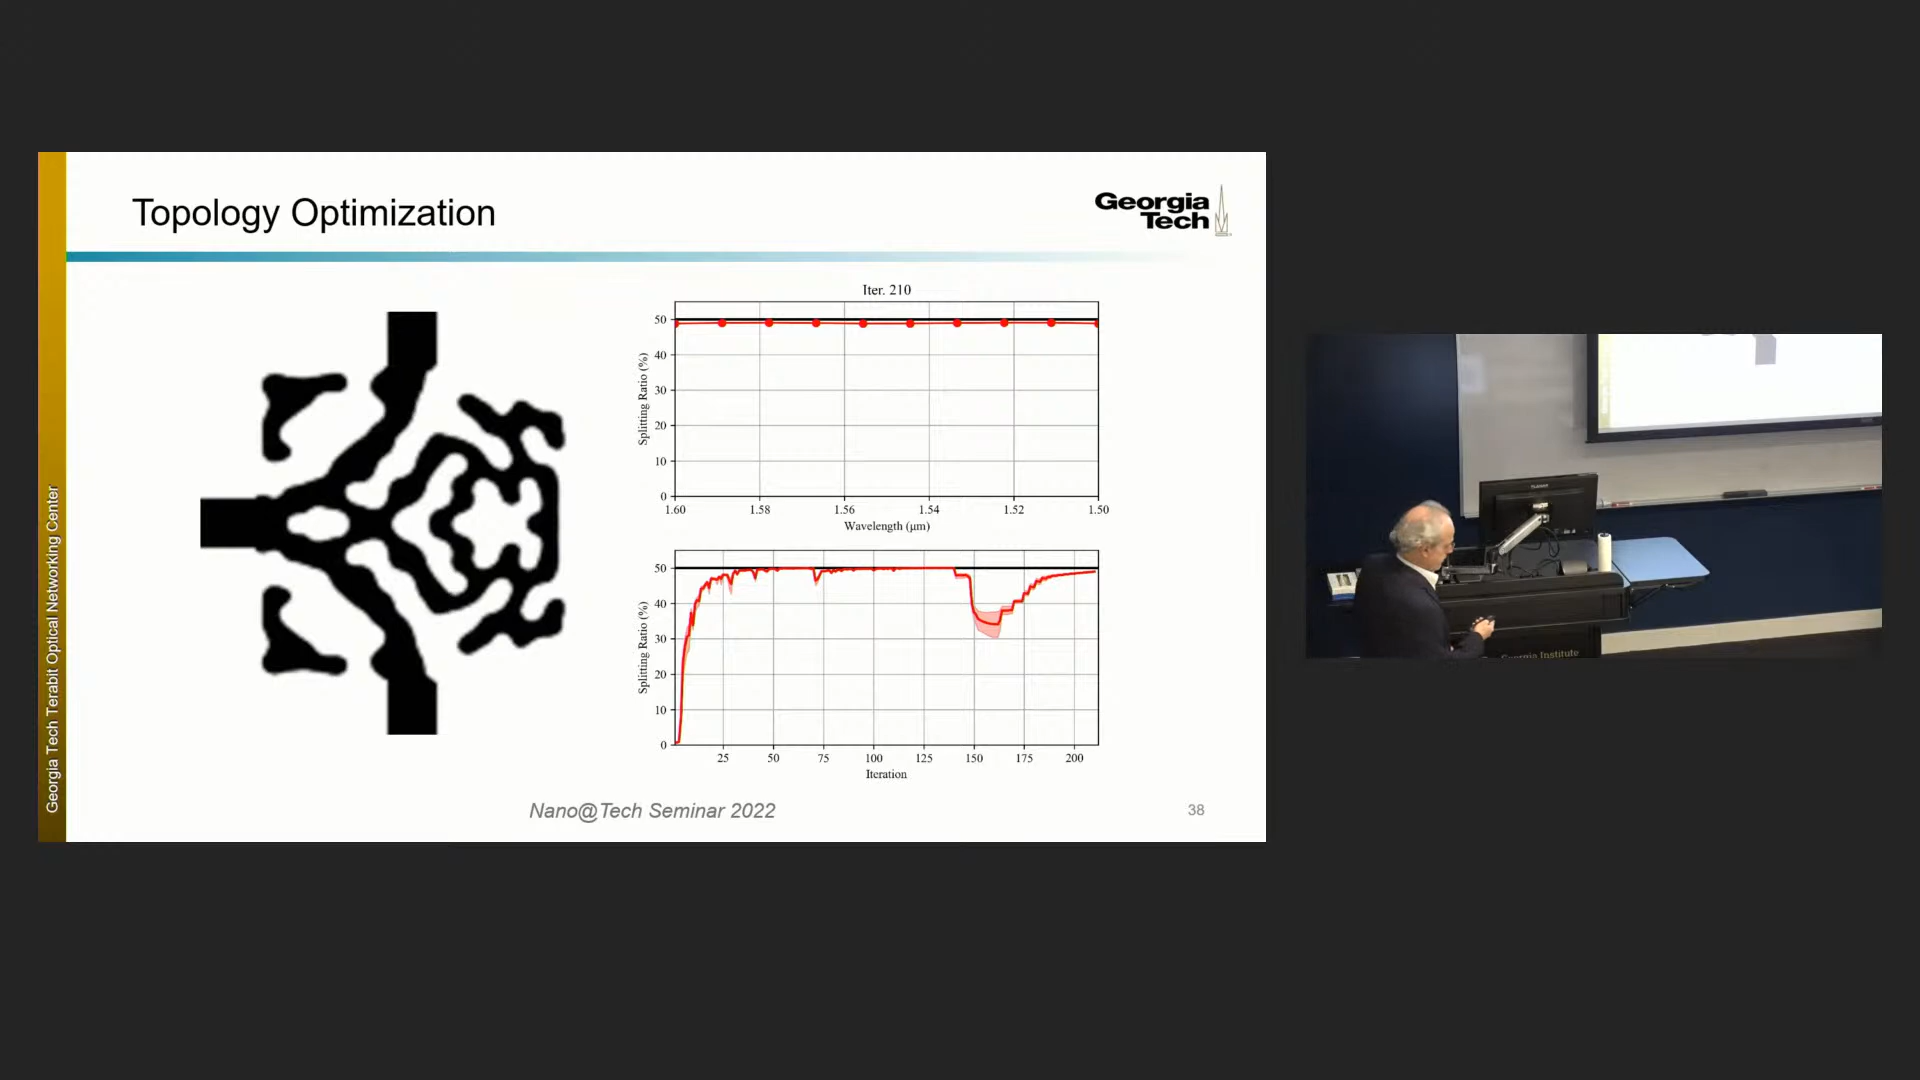 Topology Optimization
Georgia
Tech
Georgia Tech Terabit Optical Networking Center
Iter. 210
Splitting Ratio (%)
50
40
30
20
10
0
1.60 1.58 1.56 1.54 1.52 1.50
Wavelength (μm)
Splitting Ratio (%)
50
40
30
20
10
0
25 50 75 100 125 150 175 200
Iteration
Nano@Tech Seminar 2022
38
Georgia Institute